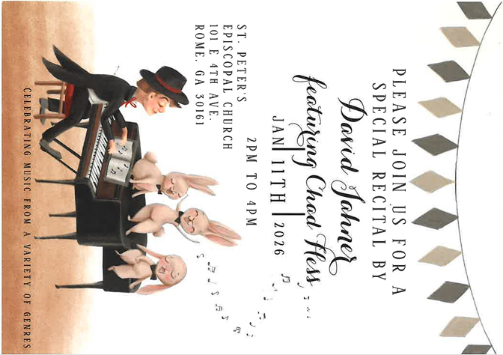 PLEASE JOIN US FOR A
SPECIAL RECITAL BY
David Jahner
featuring Chad Hess
JAN 11TH 2026
2PM TO 4PM
ST. PETER'S
EPISCOPAL CHURCH
101 E 4TH AVE.
ROME, GA 30161
CELEBRATING MUSIC FROM A VARIETY OF GENRES